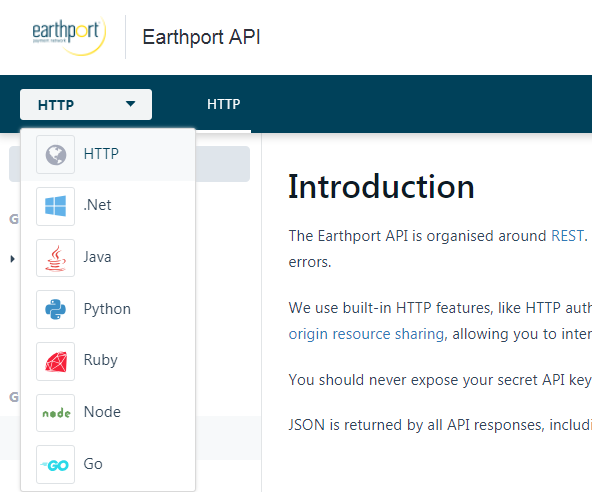 earthport
payment network
Earthport API
HTTP
HTTP
HTTP
.Net
Java
Python
Ruby
node
Node
GO
Go
G
G
Introduction
The Earthport API is organised around REST.
errors.
We use built-in HTTP features, like HTTP auth
origin resource sharing, allowing you to inter
You should never expose your secret API key
JSON is returned by all API responses, includi